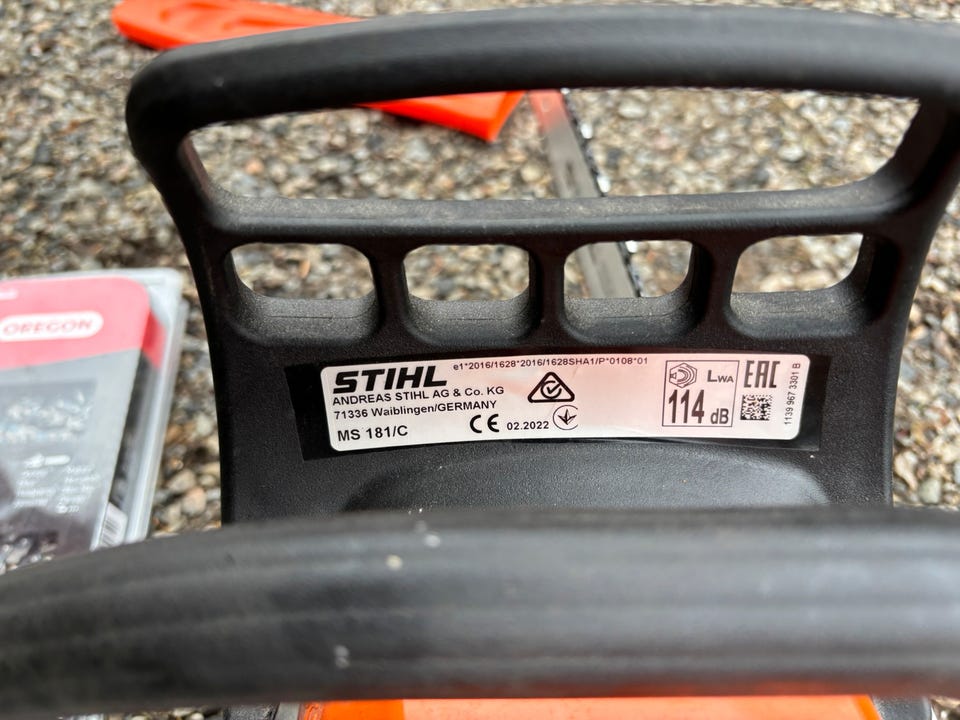 OREGON
e1*2016/1628*2016/1628SHA1/P*0108*01
STIHL
ANDREAS STIHL AG & Co. KG
71336 Waiblingen/GERMANY
MS 181/C
CE 02.2022
LWA
114 dB
EAC
1139 967 3301 B